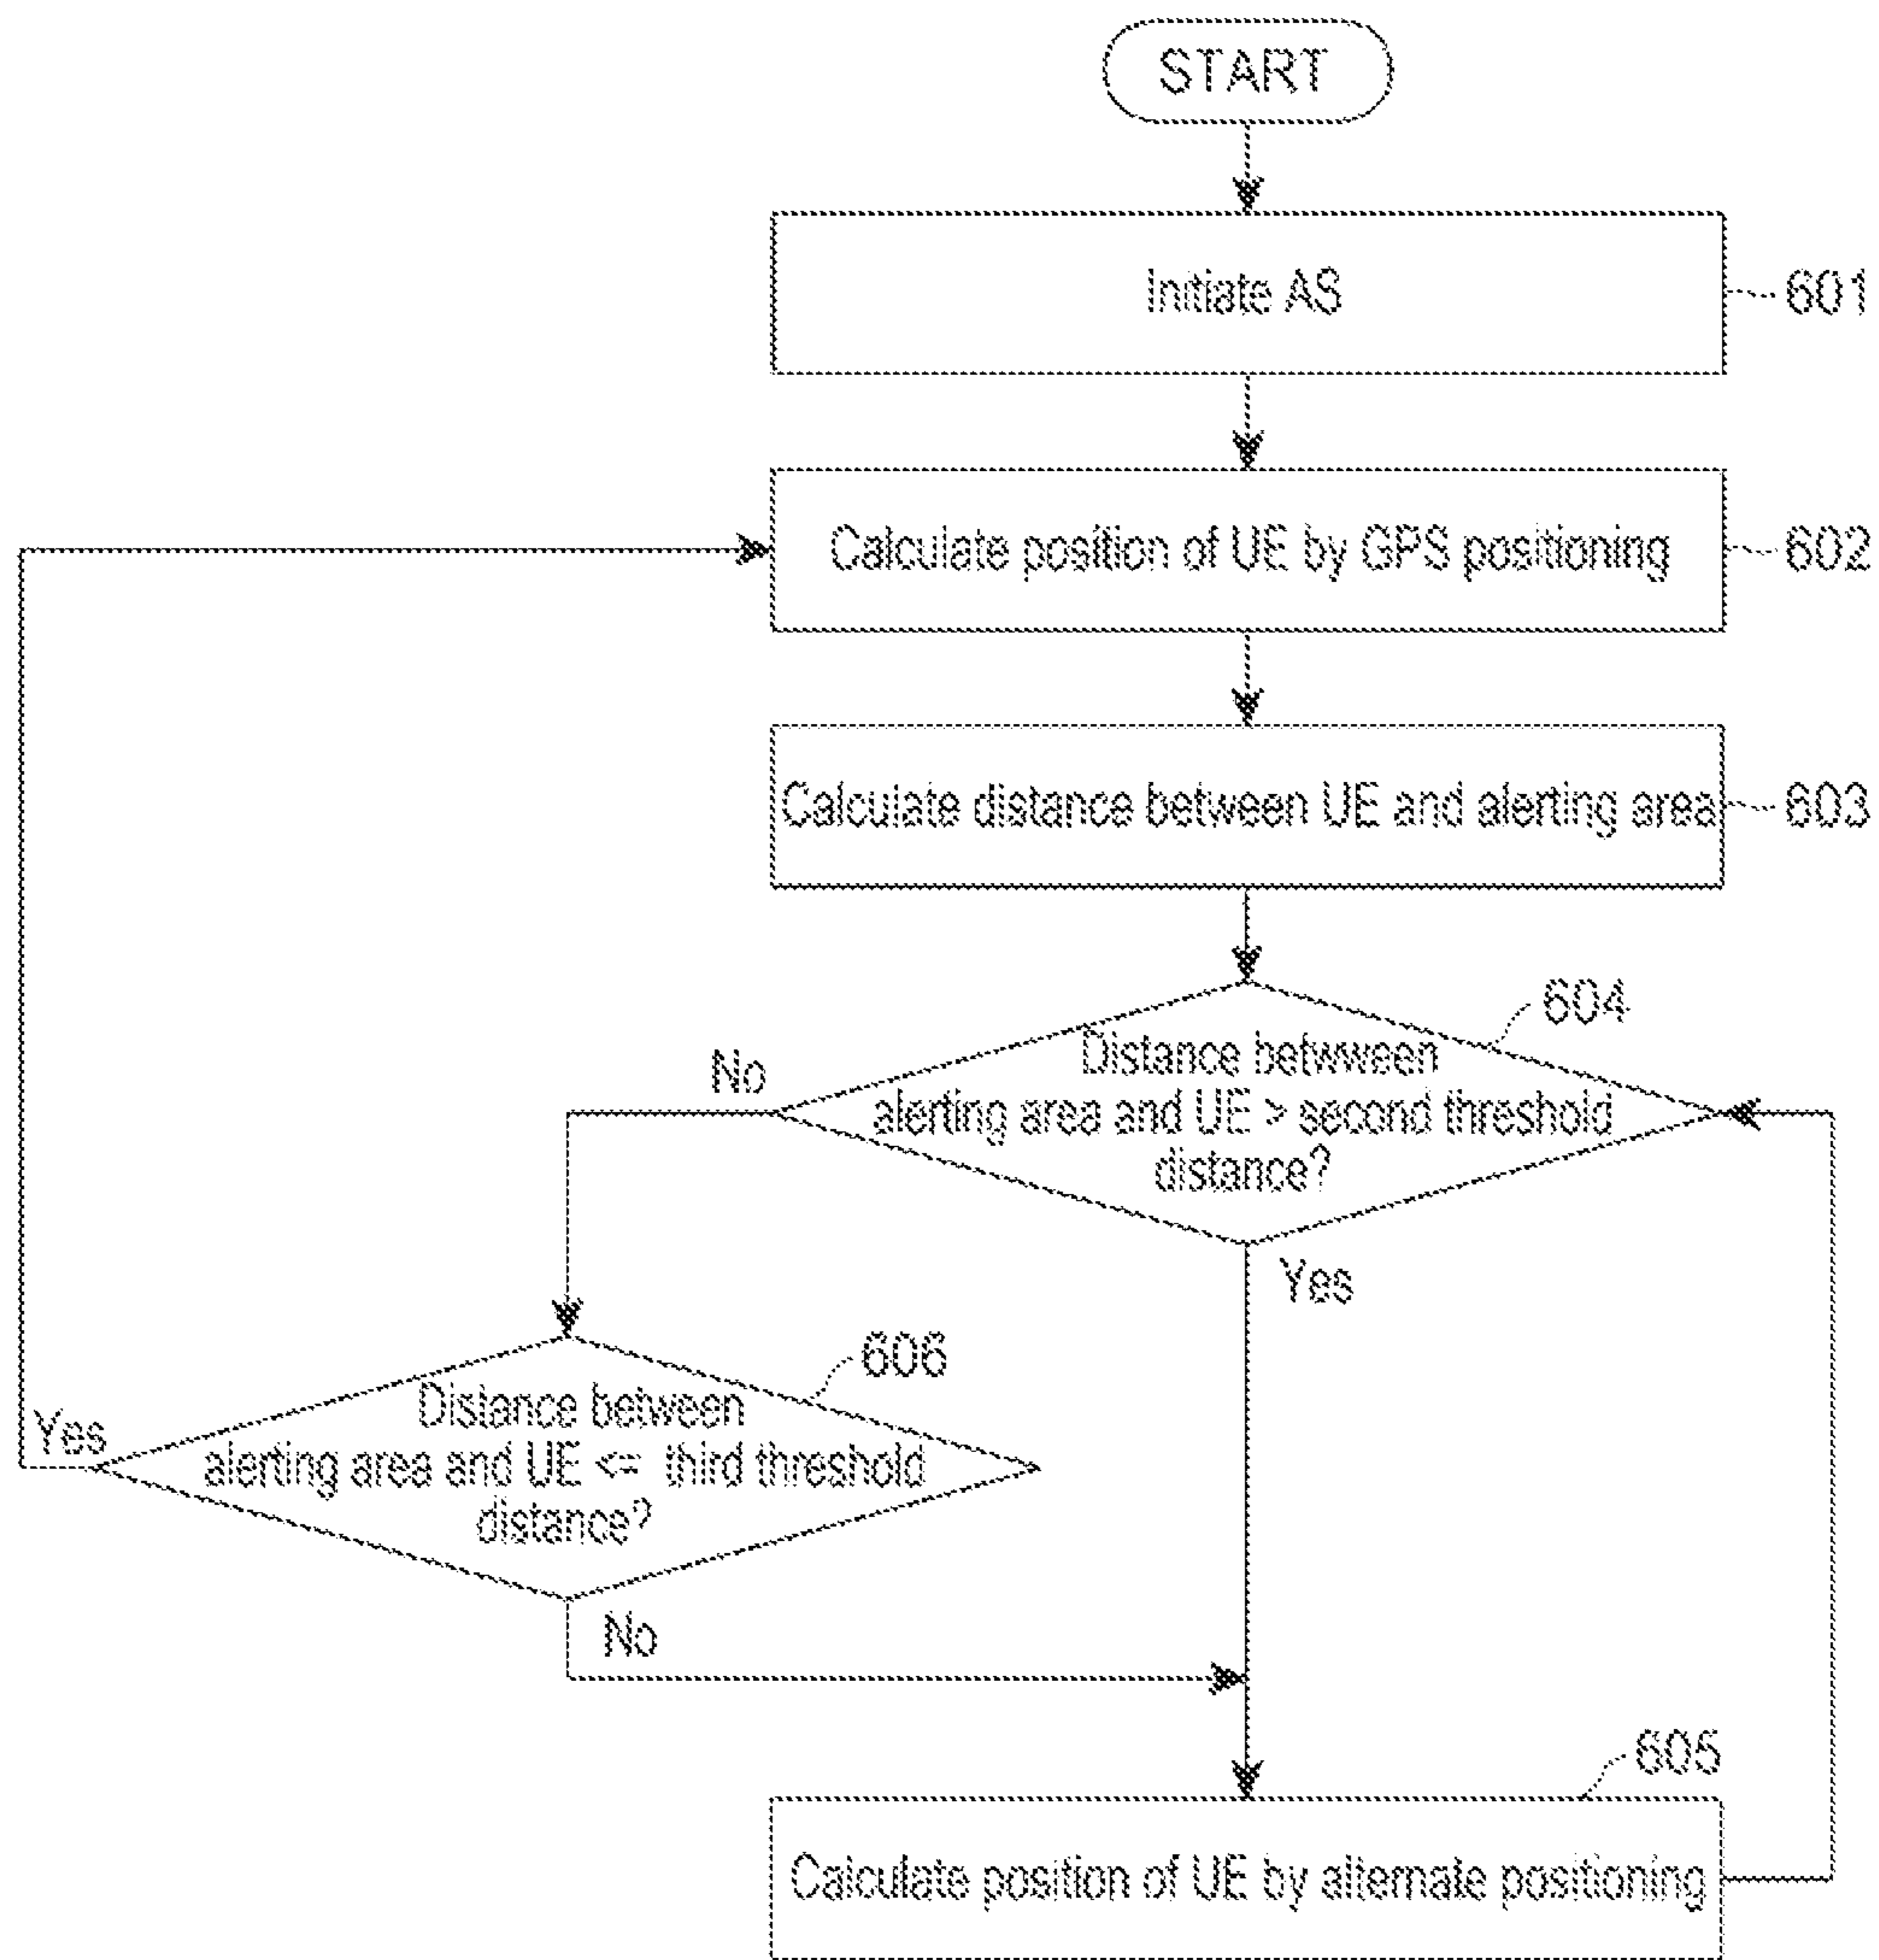 START
Initiate AS
601
Calculate position of UE by GPS positioning
602
Calculate distance between UE and alerting area
603
604
Distance betwween
alerting area and UE > second threshold
distance?
No
Yes
606
Distance between
alerting area and UE <= third threshold
distance?
Yes
No
605
Calculate position of UE by alternate positioning